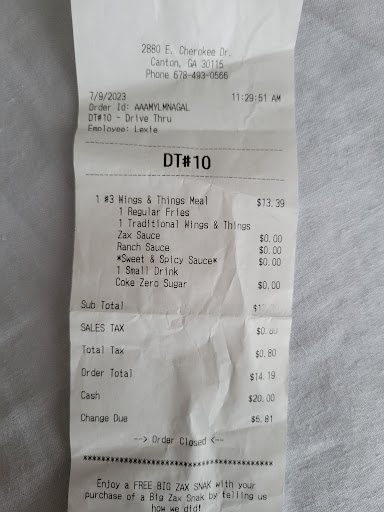 2880 E. Cherokee Dr.
Canton, GA 30115
Phone 678-493-0566
7/9/2023 11:29:51 AM
Order Id: AAAMYLMNAGAL
DT#10 - Drive Thru
Employee: Lexie
DT#10
1 #3 Wings & Things Meal $13.39
1 Regular Fries
1 Traditional Wings & Things
Zax Sauce $0.00
Ranch Sauce $0.00
*Sweet & Spicy Sauce* $0.00
1 Small Drink
Coke Zero Sugar $0.00
Sub Total
SALES TAX $0.80
Total Tax $0.80
Order Total $14.19
Cash $20.00
Change Due $5.81
--> Order Closed <--
****************************************
Enjoy a FREE BIG ZAX SNAK with your
purchase of a Big Zax Snak by telling us
how we did!